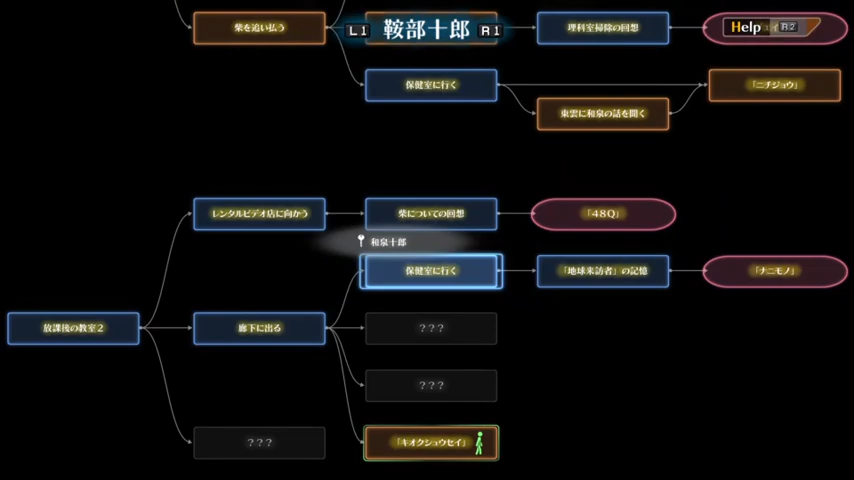 柴を追い払う
L1 鞍部十郎 R1
理科室掃除の回想
Help R2
保健室に行く
「ニチジョウ」
東雲に和泉の話を聞く
レンタルビデオ店に向かう
柴についての回想
「48Q」
和泉十郎
保健室に行く
「地球来訪者」の記憶
「ナニモノ」
放課後の教室2
廊下に出る
???
???
???
「キオクショウセイ」